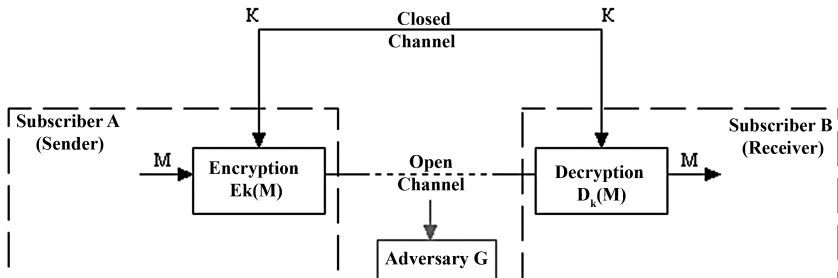 K
Closed
Channel
K
Subscriber A
(Sender)
M
Encryption
Ek(M)
Open
Channel
Adversary G
Subscriber B
(Receiver)
Decryption
Dk(M)
M